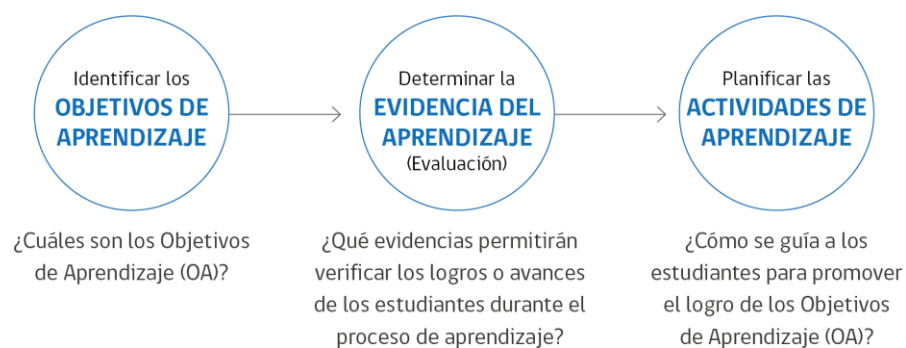 Identificar los
OBJETIVOS DE
APRENDIZAJE
¿Cuáles son los Objetivos
de Aprendizaje (OA)?
Determinar la
EVIDENCIA DEL
APRENDIZAJE
(Evaluación)
¿Qué evidencias permitirán
verificar los logros o avances
de los estudiantes durante el
proceso de aprendizaje?
Planificar las
ACTIVIDADES DE
APRENDIZAJE
¿Cómo se guía a los
estudiantes para promover
el logro de los Objetivos
de Aprendizaje (OA)?